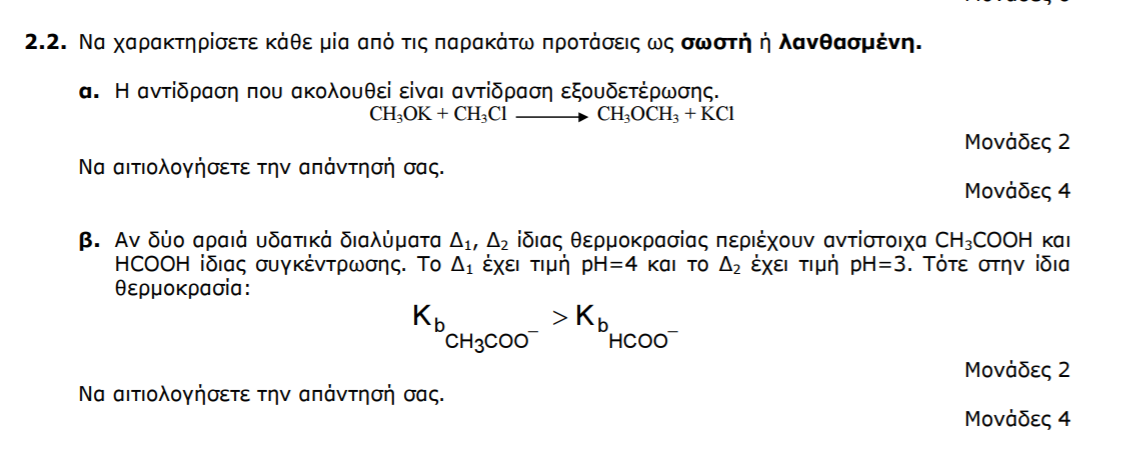 2.2. Να χαρακτηρίσετε κάθε μία από τις παρακάτω προτάσεις ως σωστή ή λανθασμένη.
α. Η αντίδραση που ακολουθεί είναι αντίδραση εξουδετέρωσης.
CH₃OK + CH₃Cl ⟶ CH₃OCH₃ + KCl
Μονάδες 2
Να αιτιολογήσετε την απάντησή σας.
Μονάδες 4
β. Αν δύο αραιά υδατικά διαλύματα Δ₁, Δ₂ ίδιας θερμοκρασίας περιέχουν αντίστοιχα CH₃COOH και
HCOOH ίδιας συγκέντρωσης. Το Δ₁ έχει τιμή pH=4 και το Δ₂ έχει τιμή pH=3. Τότε στην ίδια
θερμοκρασία:
K_b CH₃COO⁻ > K_b HCOO⁻
Μονάδες 2
Να αιτιολογήσετε την απάντησή σας.
Μονάδες 4